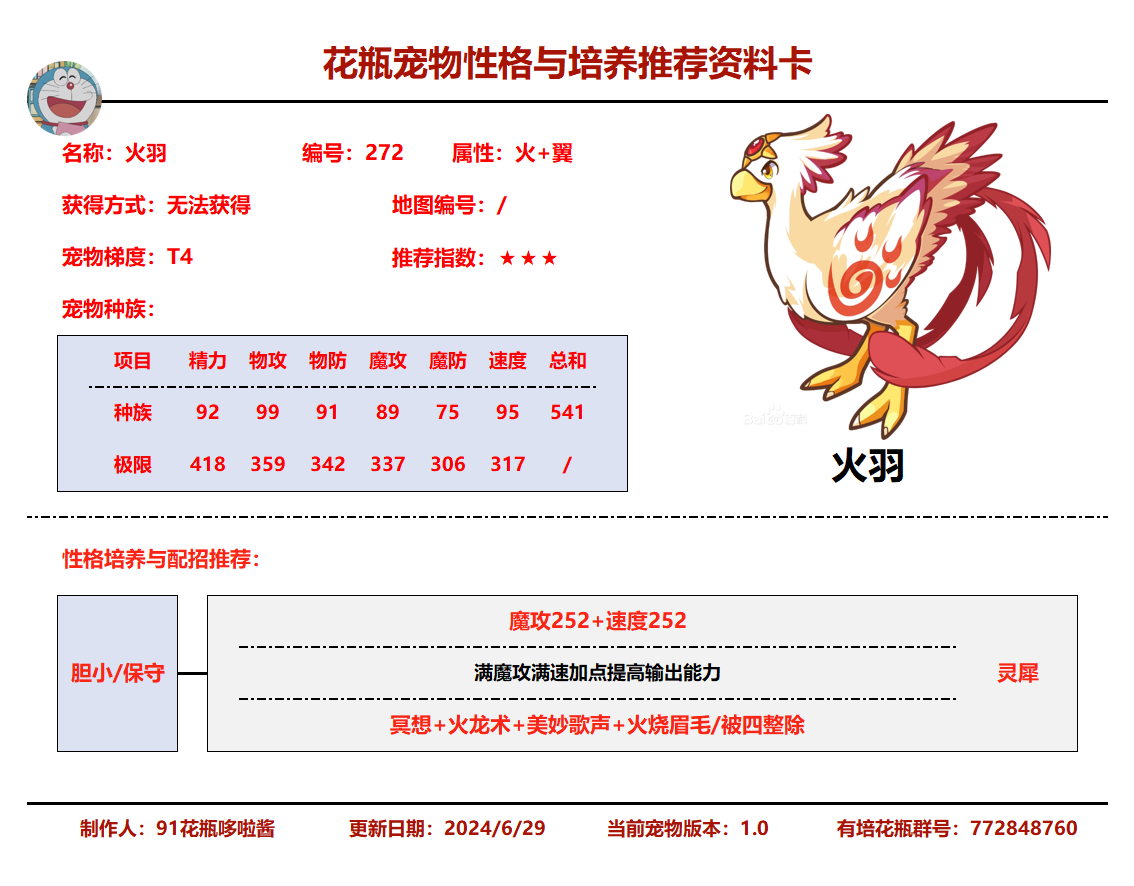 花瓶宠物性格与培养推荐资料卡
名称：火羽 编号：272 属性：火+翼
获得方式：无法获得 地图编号：/
宠物梯度：T4 推荐指数：★★★
宠物种族：
项目 精力 物攻 物防 魔攻 魔防 速度 总和
种族 92 99 91 89 75 95 541
极限 418 359 342 337 306 317 /
Bai 百科
火羽
性格培养与配招推荐：
魔攻252+速度252
胆小/保守 满魔攻满速加点提高输出能力 灵犀
冥想+火龙术+美妙歌声+火烧眉毛/被四整除
制作人：91花瓶哆啦酱 更新日期：2024/6/29 当前宠物版本：1.0 有培花瓶群号：772848760